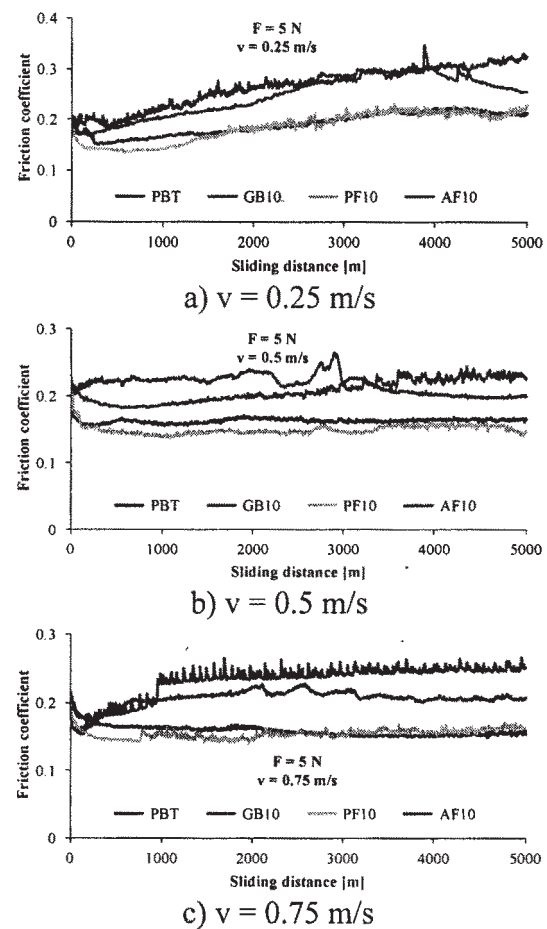 0.4
0.3
0.2
0.1
0
Friction coefficient
F = 5 N
v = 0.25 m/s
PBT GB10 PF10 AF10
0 1000 2000 3000 4000 5000
Sliding distance [m]
a) v = 0.25 m/s
0.3
0.2
0.1
0
Friction coefficient
F = 5 N
v = 0.5 m/s
PBT GB10 PF10 AF10
0 1000 2000 3000 4000 5000
Sliding distance [m]
b) v = 0.5 m/s
0.3
0.2
0.1
0
Friction coefficient
F = 5 N
v = 0.75 m/s
PBT GB10 PF10 AF10
0 1000 2000 3000 4000 5000
Sliding distance [m]
c) v = 0.75 m/s